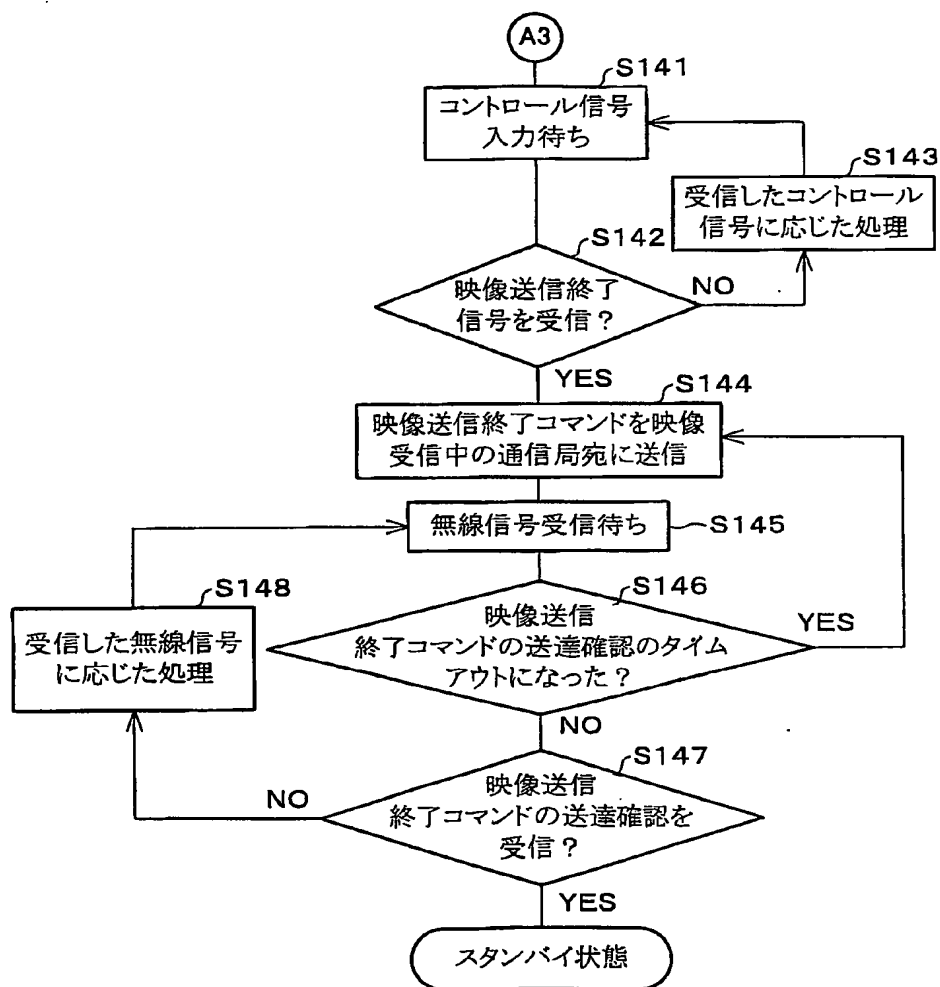 A3
S141
コントロール信号
入力待ち
S143
受信したコントロール
信号に応じた処理
S142
映像送信終了
信号を受信？
NO
YES
S144
映像送信終了コマンドを映像
受信中の通信局宛に送信
無線信号受信待ち
S145
S148
受信した無線信号
に応じた処理
S146
映像送信
終了コマンドの送達確認のタイム
アウトになった？
YES
NO
S147
映像送信
終了コマンドの送達確認を
受信？
NO
YES
スタンバイ状態